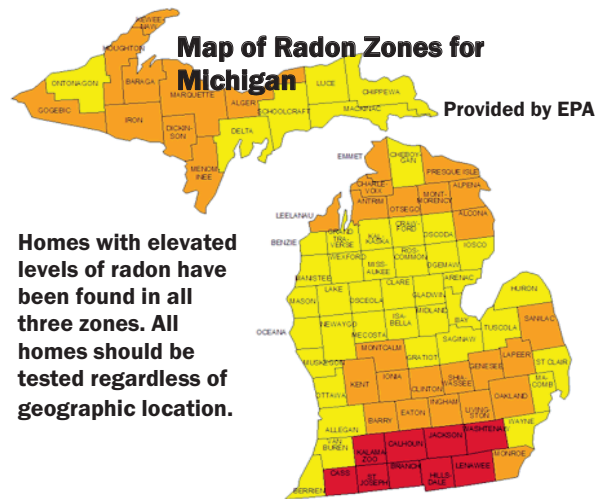 Map of Radon Zones for
Michigan
Provided by EPA
KEWEE-
NAW
HOUGHTON
ONTONAGON
BARAGA
GOGEBIC
MARQUETTE
IRON
ALGER
LUCE
CHIPPEWA
SCHOOLCRAFT
MACKINAC
DICKIN-
SON
DELTA
MENOM
INEE
EMMET
CHEBOY-
GAN
PRESQUE ISLE
CHARLE-
VOIX
ANTRIM
OTSEGO
MONT-
MORENCY
ALPENA
LEELANAU
BENZIE
GRAND
TRA-
VERSE
KAL-
KASKA
CRAW-
FORD
OSCODA
ALCONA
MANISTEE
WEXFORD
MISS-
AUKEE
ROS-
COMMON
OGEMAW
IOSCO
MASON
LAKE
OSCEOLA
CLARE
GLADWIN
ARENAC
HURON
OCEANA
NEWAYGO
MECOSTA
ISA-
BELLA
MIDLAND
BAY
TUSCOLA
SANILAC
MUSKEGON
MONTCALM
GRATIOT
SAGINAW
LAPEER
ST CLAIR
OTTAWA
KENT
IONIA
CLINTON
SHIA-
WASSEE
GENESEE
MA-
COMB
ALLEGAN
BARRY
EATON
INGHAM
LIVING-
STON
OAKLAND
WAYNE
VAN
BUREN
KALAMA
ZOO
CALHOUN
JACKSON
WASHTENAW
MONROE
BERRIEN
CASS
ST
JOSEPH
BRANCH
HILLS-
DALE
LENAWEE
Homes with elevated
levels of radon have
been found in all
three zones. All
homes should be
tested regardless of
geographic location.